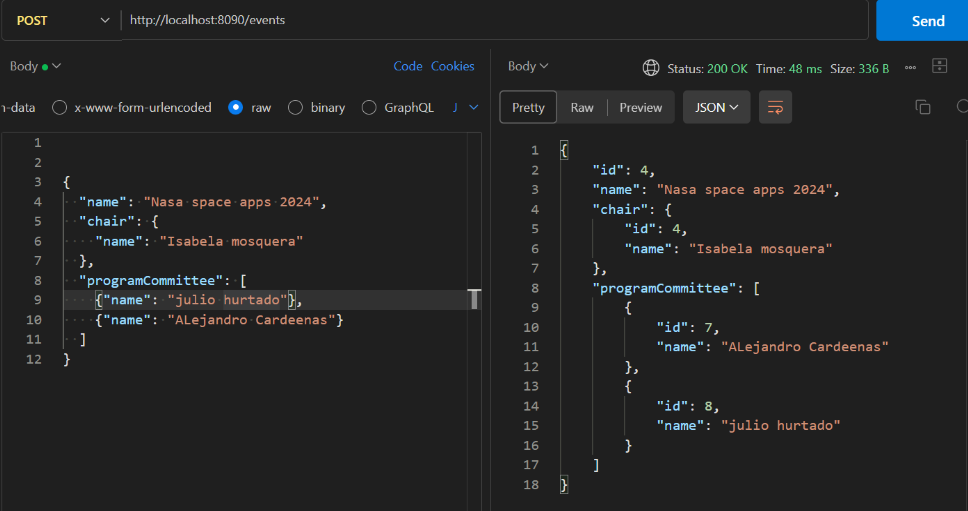 POST http://localhost:8090/events Send
Body Code Cookies
n-data x-www-form-urlencoded raw binary GraphQL J
1
2
3 {
4 "name": "Nasa space apps 2024",
5 "chair": {
6 "name": "Isabela mosquera"
7 },
8 "programCommittee": [
9 {"name": "julio hurtado"},
10 {"name": "ALejandro Cardeenas"}
11 ]
12 }
Body Status: 200 OK Time: 48 ms Size: 336 B
Pretty Raw Preview JSON
1 {
2 "id": 4,
3 "name": "Nasa space apps 2024",
4 "chair": {
5 "id": 4,
6 "name": "Isabela mosquera"
7 },
8 "programCommittee": [
9 {
10 "id": 7,
11 "name": "ALejandro Cardeenas"
12 },
13 {
14 "id": 8,
15 "name": "julio hurtado"
16 }
17 ]
18 }